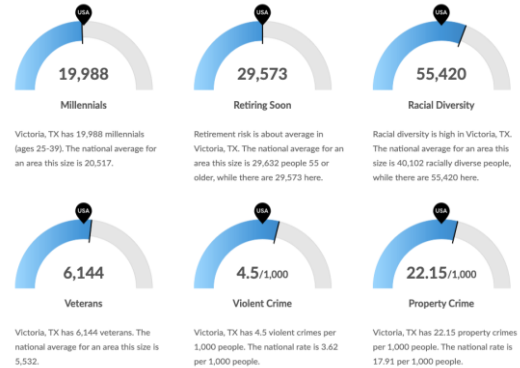 USA
19,988
Millennials
Victoria, TX has 19,988 millennials
(ages 25-39). The national average for
an area this size is 20,517.
USA
29,573
Retiring Soon
Retirement risk is about average in
Victoria, TX. The national average for an
area this size is 29,632 people 55 or
older, while there are 29,573 here.
USA
55,420
Racial Diversity
Racial diversity is high in Victoria, TX.
The national average for an area this
size is 40,102 racially diverse people,
while there are 55,420 here.
USA
6,144
Veterans
Victoria, TX has 6,144 veterans. The
national average for an area this size is
5,532.
USA
4.5/1,000
Violent Crime
Victoria, TX has 4.5 violent crimes per
1,000 people. The national rate is 3.62
per 1,000 people.
USA
22.15/1,000
Property Crime
Victoria, TX has 22.15 property crimes
per 1,000 people. The national rate is
17.91 per 1,000 people.